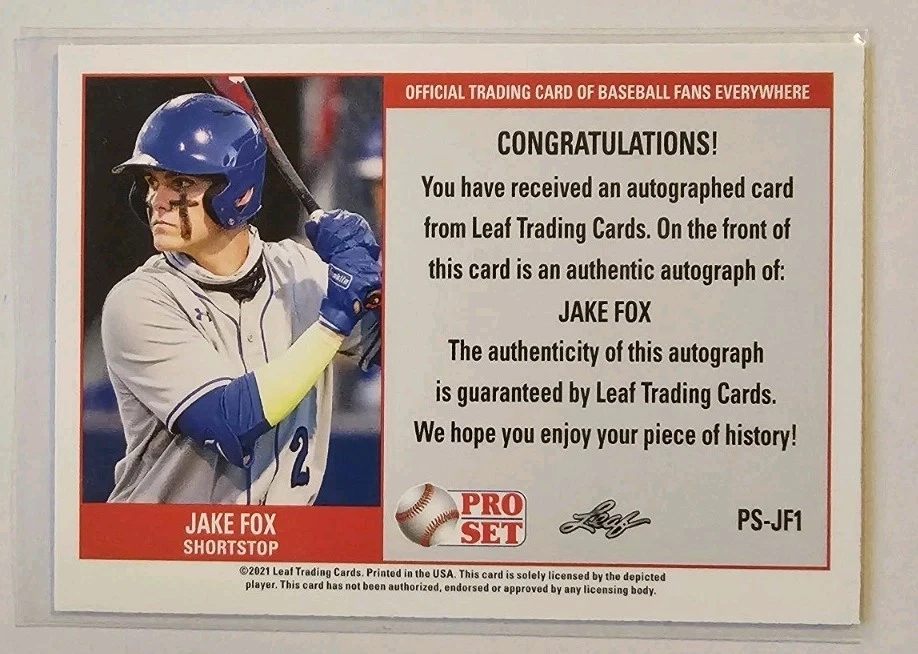 OFFICIAL TRADING CARD OF BASEBALL FANS EVERYWHERE
CONGRATULATIONS!
You have received an autographed card
from Leaf Trading Cards. On the front of
this card is an authentic autograph of:
JAKE FOX
The authenticity of this autograph
is guaranteed by Leaf Trading Cards.
We hope you enjoy your piece of history!
2
JAKE FOX
SHORTSTOP
PRO
SET
Leaf
PS-JF1
©2021 Leaf Trading Cards. Printed in the USA. This card is solely licensed by the depicted
player. This card has not been authorized, endorsed or approved by any licensing body.